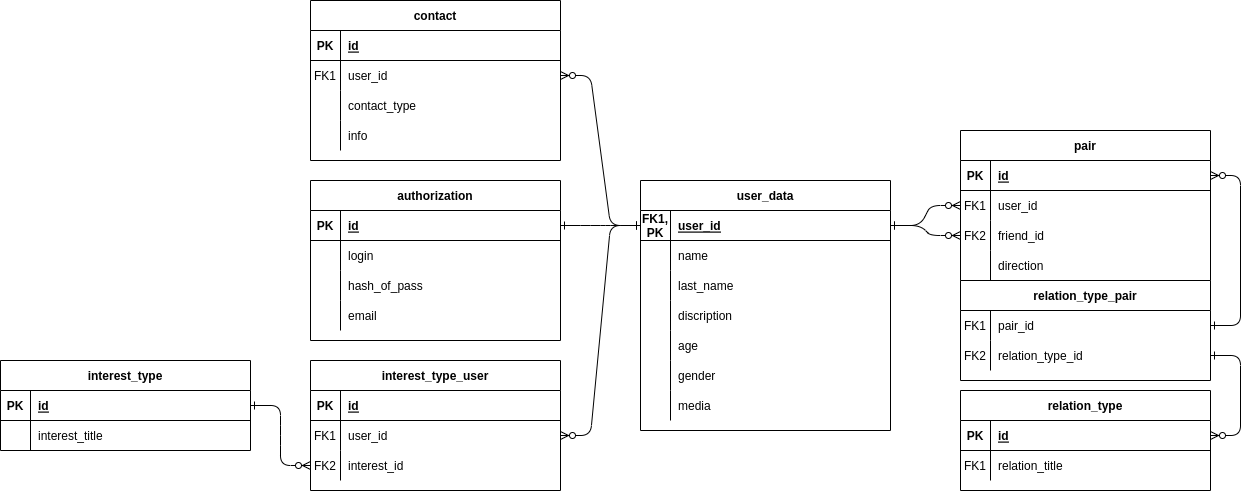 contact
PK id
FK1 user_id
contact_type
info
authorization
PK id
login
hash_of_pass
email
interest_type
PK id
interest_title
interest_type_user
PK id
FK1 user_id
FK2 interest_id
user_data
FK1,
PK user_id
name
last_name
discription
age
gender
media
pair
PK id
FK1 user_id
FK2 friend_id
direction
relation_type_pair
FK1 pair_id
FK2 relation_type_id
relation_type
PK id
FK1 relation_title